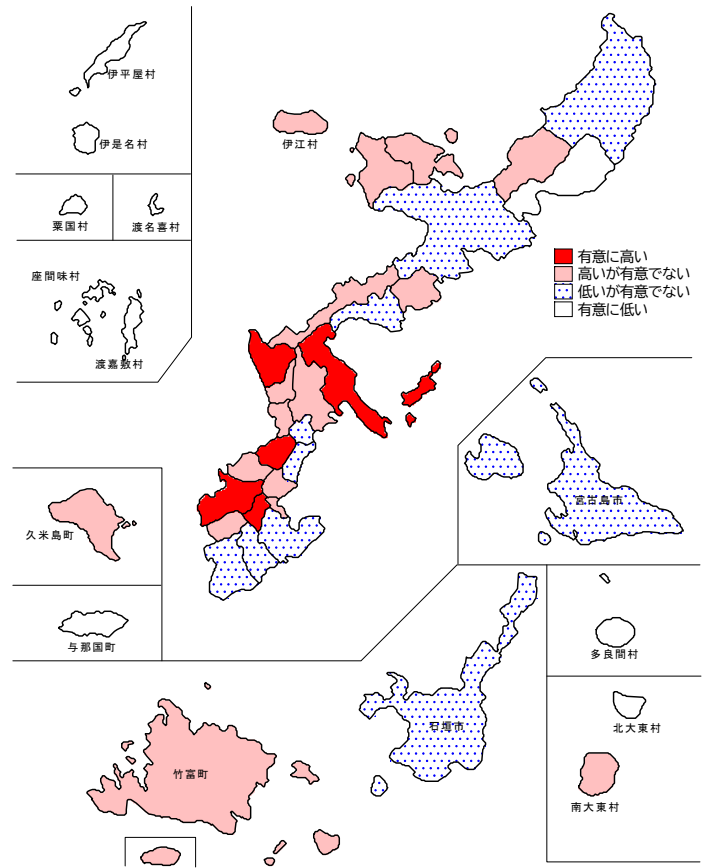 伊平屋村
伊是名村
伊江村
粟国村
渡名喜村
座間味村
渡嘉敷村
有意に高い
高いが有意でない
低いが有意でない
有意に低い
宮古島市
久米島町
与那国町
多良間村
石垣市
北大東村
竹富町
南大東村